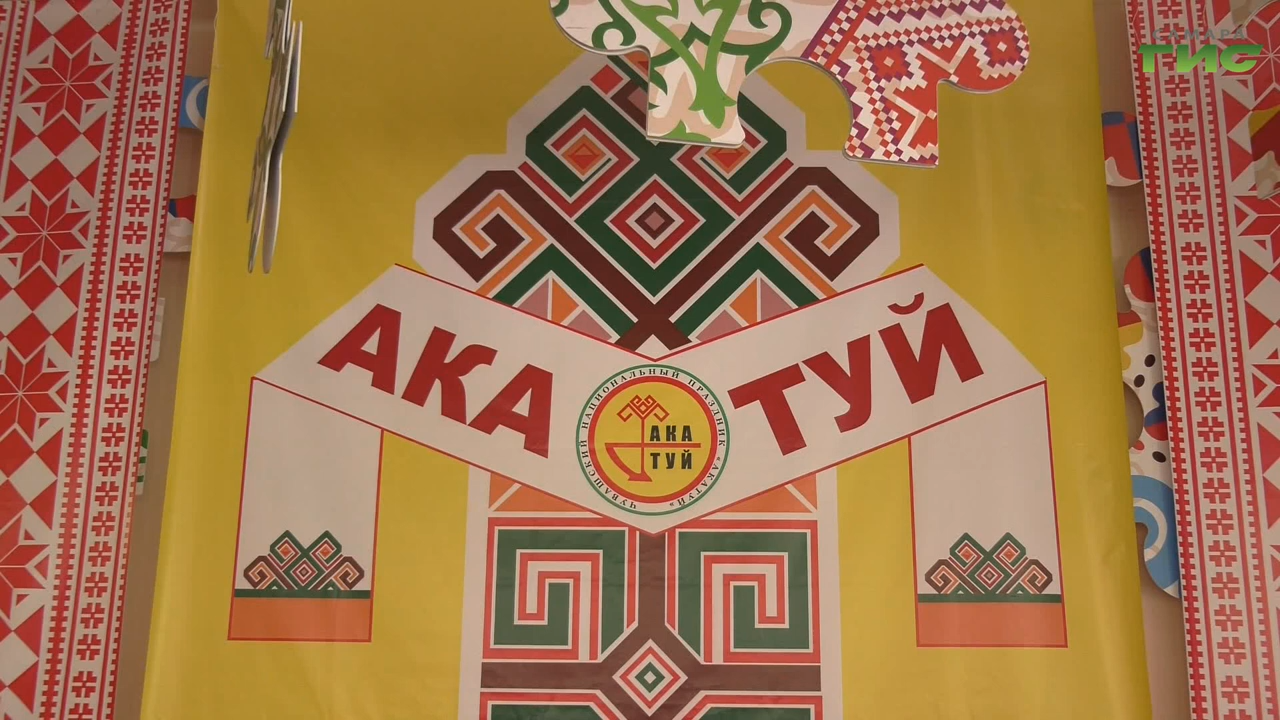 САМАРА
ГИС
АКА ТУЙ
ЧУВАШСКИЙ НАЦИОНАЛЬНЫЙ ПРАЗДНИК «АКАТУЙ»
АКА
ТУЙ